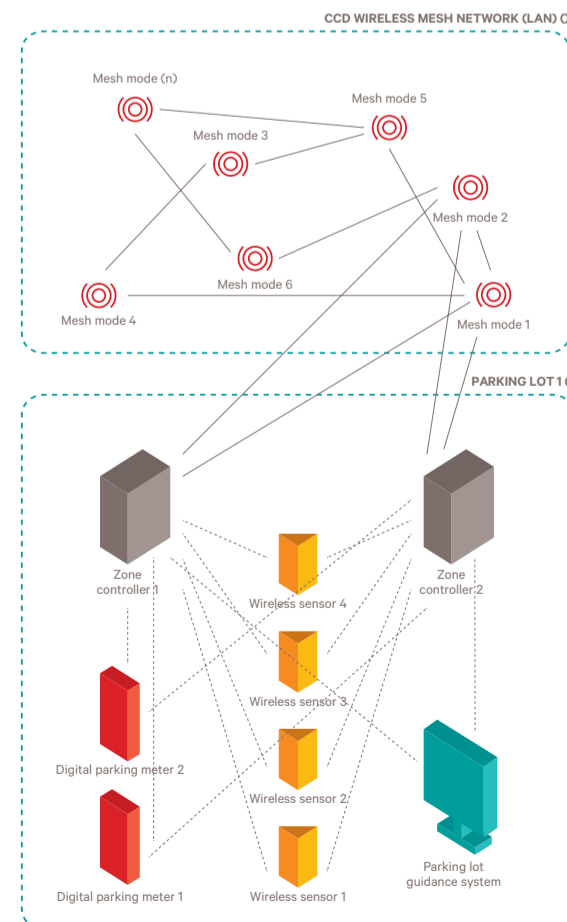 CCD WIRELESS MESH NETWORK (LAN) ()
Mesh mode (n)
Mesh mode 5
Mesh mode 3
Mesh mode 2
Mesh mode 6
Mesh mode 4
Mesh mode 1
PARKING LOT 1 (
Zone
controller 1
Zone
controller 2
Wireless sensor 4
Wireless sensor 3
Digital parking meter 2
Wireless sensor 2
Parking lot
guidance system
Digital parking meter 1
Wireless sensor 1